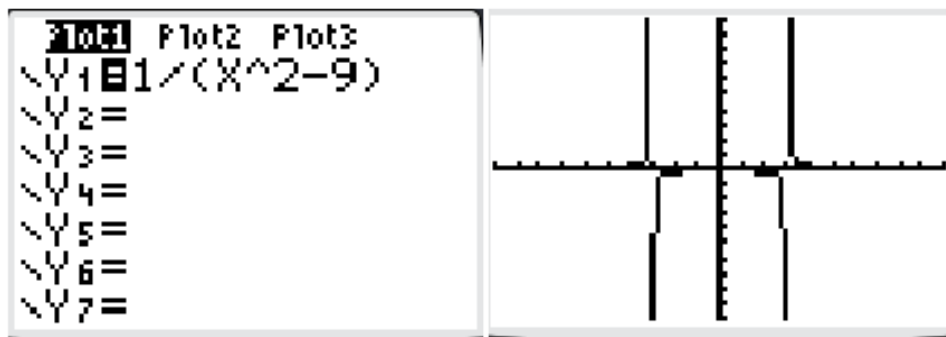 Plot1 Plot2 Plot3
\Y1=1/(X^2-9)
\Y2=
\Y3=
\Y4=
\Y5=
\Y6=
\Y7=